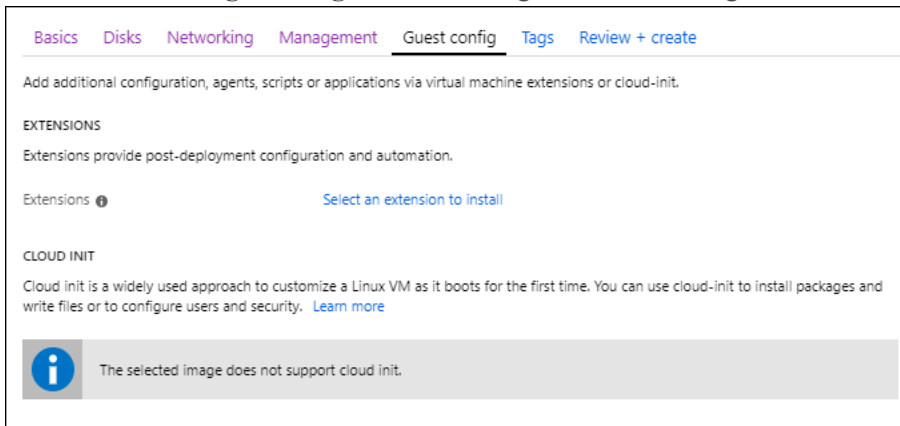 Basics Disks Networking Management Guest config Tags Review + create
Add additional configuration, agents, scripts or applications via virtual machine extensions or cloud-init.
EXTENSIONS
Extensions provide post-deployment configuration and automation.
Extensions Select an extension to install
CLOUD INIT
Cloud init is a widely used approach to customize a Linux VM as it boots for the first time. You can use cloud-init to install packages and
write files or to configure users and security. Learn more
The selected image does not support cloud init.